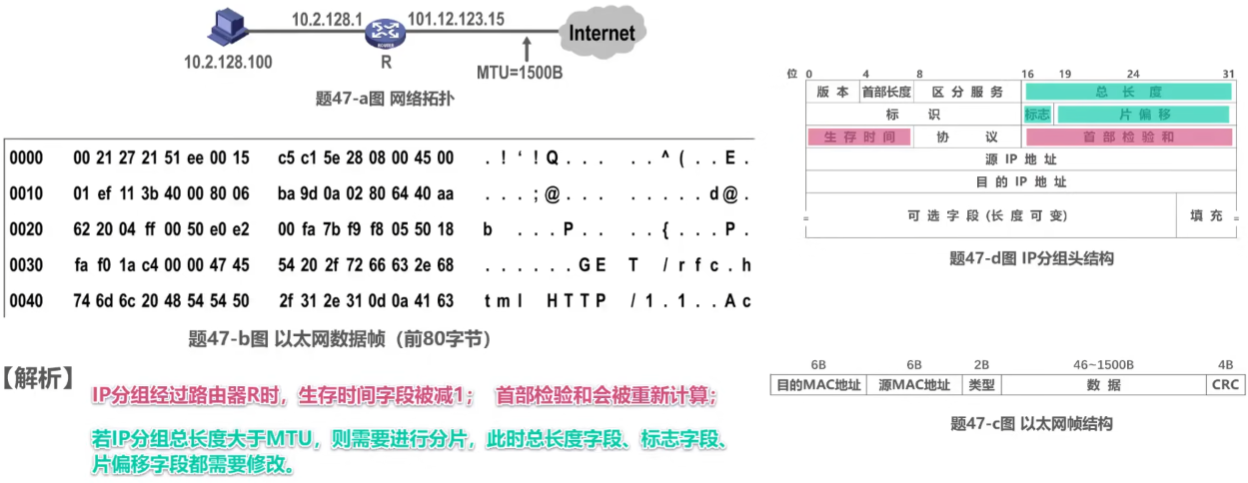 10.2.128.1
101.12.123.15
Internet
10.2.128.100
R
MTU=1500B
题47-a图 网络拓扑
0000 00 21 27 21 51 ee 00 15 c5 c1 5e 28 08 00 45 00 . ! ' ! Q . . . . . ^ ( . . E .
0010 01 ef 11 3b 40 00 80 06 ba 9d 0a 02 80 64 40 aa . . . ; @ . . . . . . . . d @ .
0020 62 20 04 ff 00 50 e0 e2 00 fa 7b f9 f8 05 50 18 b . . . P . . . . { . . . P .
0030 fa f0 1a c4 00 00 47 45 54 20 2f 72 66 63 2e 68 . . . . . . G E T / r f c . h
0040 74 6d 6c 20 48 54 54 50 2f 31 2e 31 0d 0a 41 63 t m l H T T P / 1 . 1 . . A c
题47-b图 以太网数据帧（前80字节）
【解析】
IP分组经过路由器R时，生存时间字段被减1； 首部检验和会被重新计算；
若IP分组总长度大于MTU，则需要进行分片，此时总长度字段、标志字段、
片偏移字段都需要修改。
位 0 4 8 16 19 24 31
版 本 首部长度 区 分 服 务 总 长 度
标 识 标志 片 偏 移
生 存 时 间 协 议 首 部 检 验 和
源 IP 地 址
目 的 IP 地 址
可 选 字 段 (长 度 可 变) 填 充
题47-d图 IP分组头结构
6B 6B 2B 46~1500B 4B
目的MAC地址 源MAC地址 类型 数 据 CRC
题47-c图 以太网帧结构